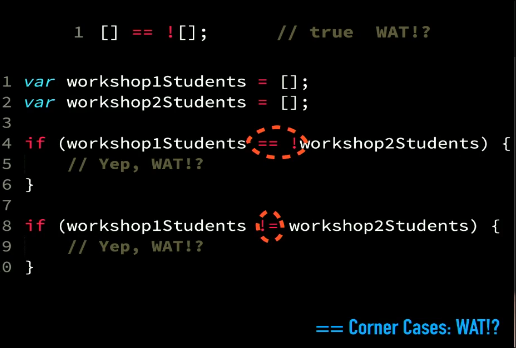 1 [] == ![]; // true WAT!?
1 var workshop1Students = [];
2 var workshop2Students = [];
3
4 if (workshop1Students == !workshop2Students) {
5 // Yep, WAT!?
6 }
7
8 if (workshop1Students != workshop2Students) {
9 // Yep, WAT!?
0 }
== Corner Cases: WAT!?